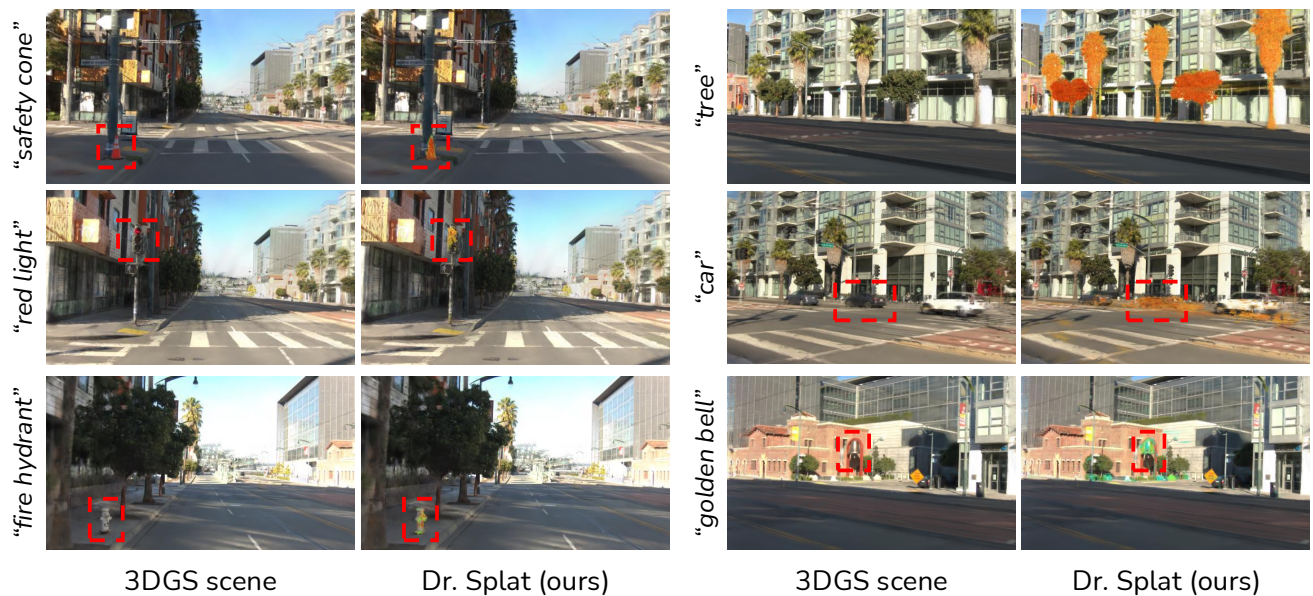 “safety cone”
“tree”
“red light”
“car”
“fire hydrant”
“golden bell”
3DGS scene
Dr. Splat (ours)
3DGS scene
Dr. Splat (ours)